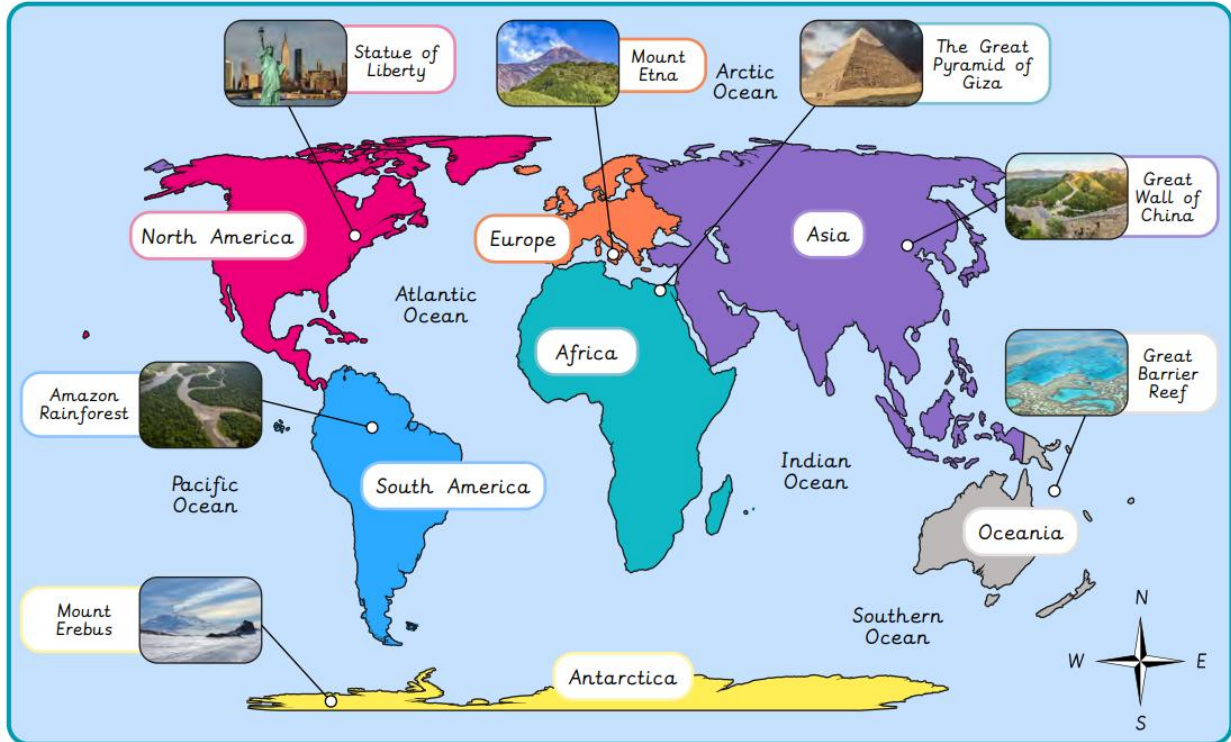 Statue of
Liberty
Mount
Etna
Arctic
Ocean
The Great
Pyramid of
Giza
Great
Wall of
China
North America
Europe
Asia
Atlantic
Ocean
Africa
Great
Barrier
Reef
Amazon
Rainforest
Pacific
Ocean
South America
Indian
Ocean
Oceania
Mount
Erebus
Southern
Ocean
Antarctica
N
W
E
S